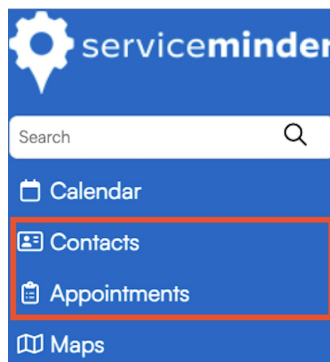 serviceminder
Search
Calendar
Contacts
Appointments
Maps